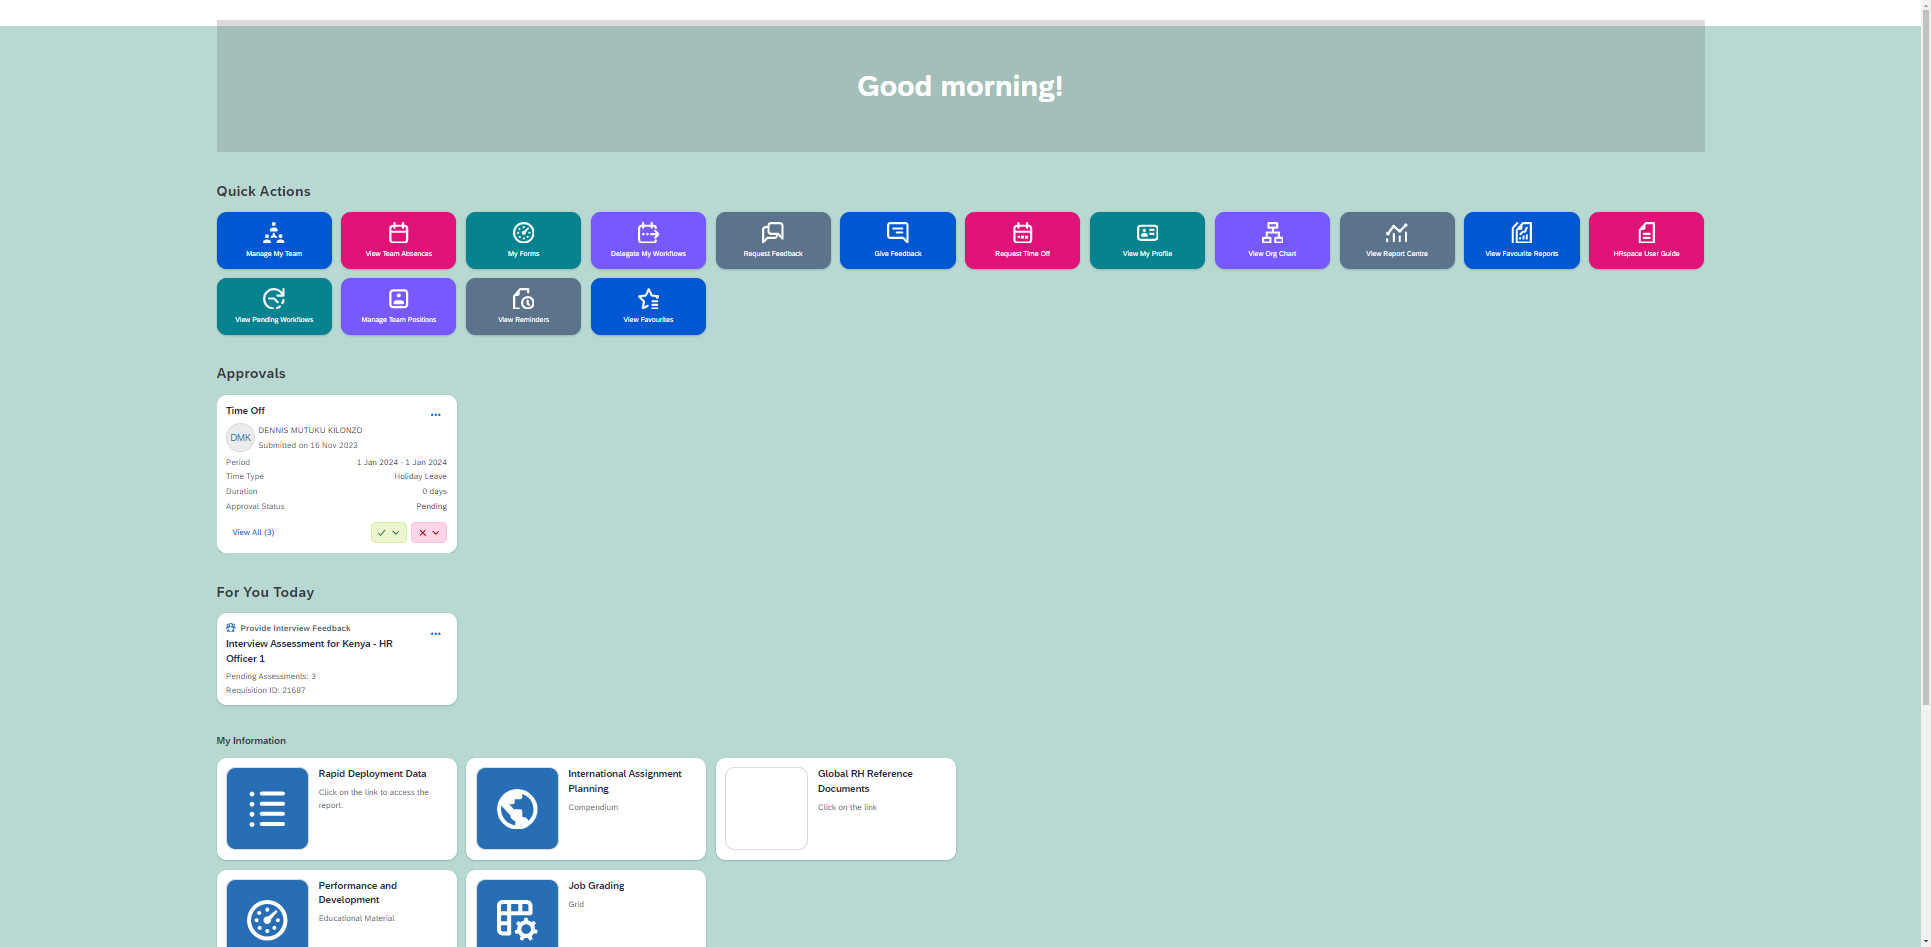 Good morning!
Quick Actions
Manage My Team
View Team Absences
My Forms
Delegate My Workflows
Request Feedback
Give Feedback
Request Time Off
View My Profile
View Org Chart
View Report Centre
View Favourite Reports
HRspace User Guide
View Pending Workflows
Manage Team Positions
View Reminders
View Favourites
Approvals
Time Off
DMK
DENNIS MUTUKU KILONZO
Submitted on 16 Nov 2023
Period 1 Jan 2024 - 1 Jan 2024
Time Type Holiday Leave
Duration 0 days
Approval Status Pending
View All (3)
For You Today
Provide Interview Feedback
Interview Assessment for Kenya - HR
Officer 1
Pending Assessments: 3
Requisition ID: 21687
My Information
Rapid Deployment Data
Click on the link to access the
report.
International Assignment
Planning
Compendium
Global RH Reference
Documents
Click on the link
Performance and
Development
Educational Material
Job Grading
Grid